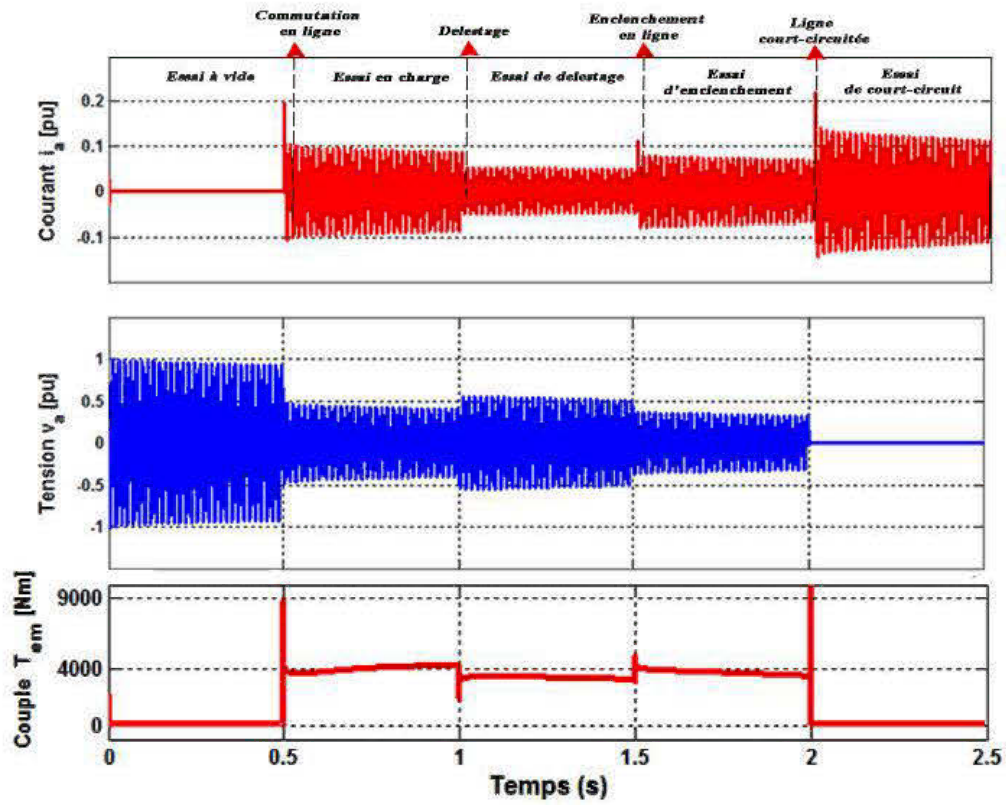 Commutation
en ligne
Delestage
Enclenchement
en ligne
Ligne
court-circuitée
Essai à vide
Essai en charge
Essai de delostage
Essai
d'enclenchement
Essai
de court-circuit
Courant i_a [pu]
0.2
0.1
0
-0.1
Tension v_a [pu]
1
0.5
0
-0.5
-1
Couple T_em [Nm]
9000
4000
0
0
0.5
1
1.5
2
2.5
Temps (s)